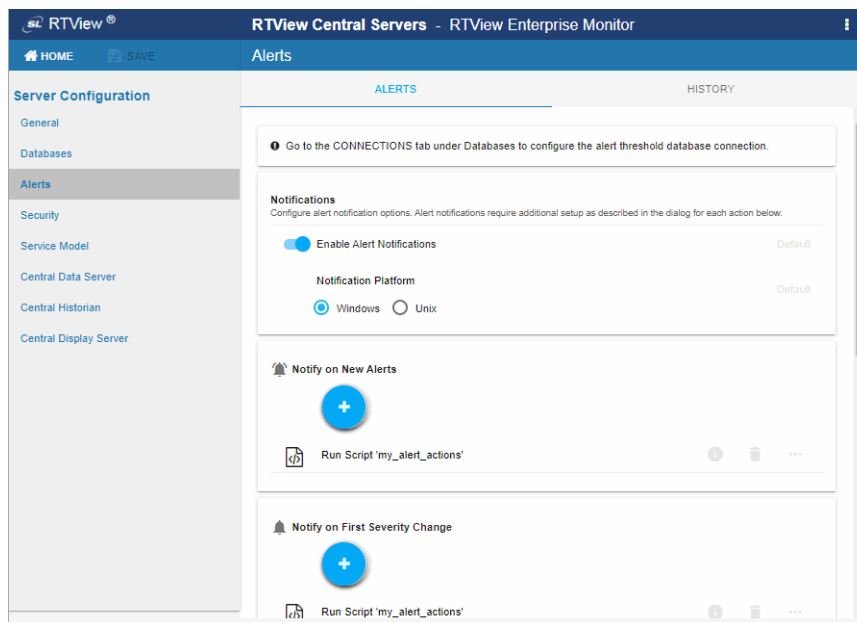 SL RTView ®
RTView Central Servers - RTView Enterprise Monitor
HOME
SAVE
Alerts
Server Configuration
General
Databases
Alerts
Security
Service Model
Central Data Server
Central Historian
Central Display Server
ALERTS
HISTORY
Go to the CONNECTIONS tab under Databases to configure the alert threshold database connection.
Notifications
Configure alert notification options. Alert notifications require additional setup as described in the dialog for each action below.
Enable Alert Notifications
Default
Notification Platform
Default
Windows
Unix
Notify on New Alerts
Run Script 'my_alert_actions'
Notify on First Severity Change
Run Script 'my_alert_actions'